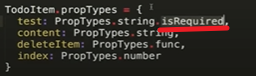 TodoItem.propTypes = {
test: PropTypes.string.isRequired,
content: PropTypes.string,
deleteItem: PropTypes.func,
index: PropTypes.number
}